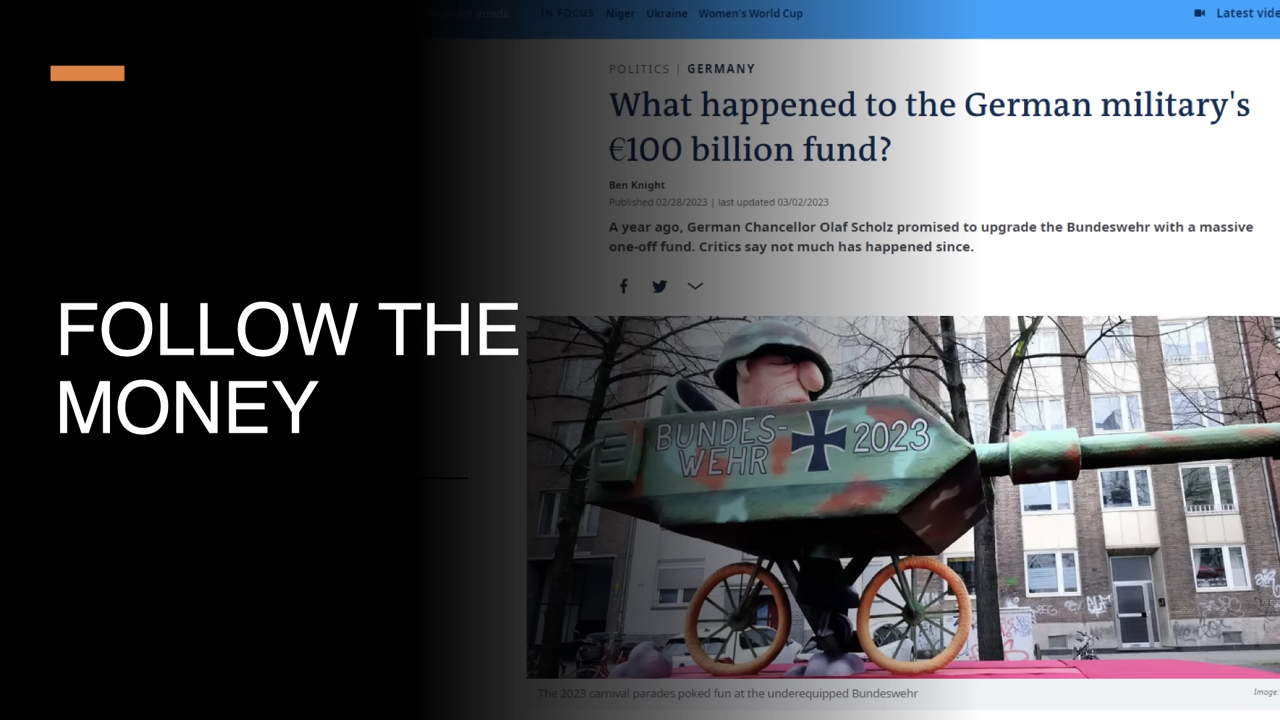 for minds.
IN FOCUS Niger Ukraine Women's World Cup
Latest vide
POLITICS | GERMANY
What happened to the German military's
€100 billion fund?
Ben Knight
Published 02/28/2023 | last updated 03/02/2023
A year ago, German Chancellor Olaf Scholz promised to upgrade the Bundeswehr with a massive
one-off fund. Critics say not much has happened since.
FOLLOW THE
MONEY
BUNDES-
WEHR
2023
The 2023 carnival parades poked fun at the underequipped Bundeswehr
Image: